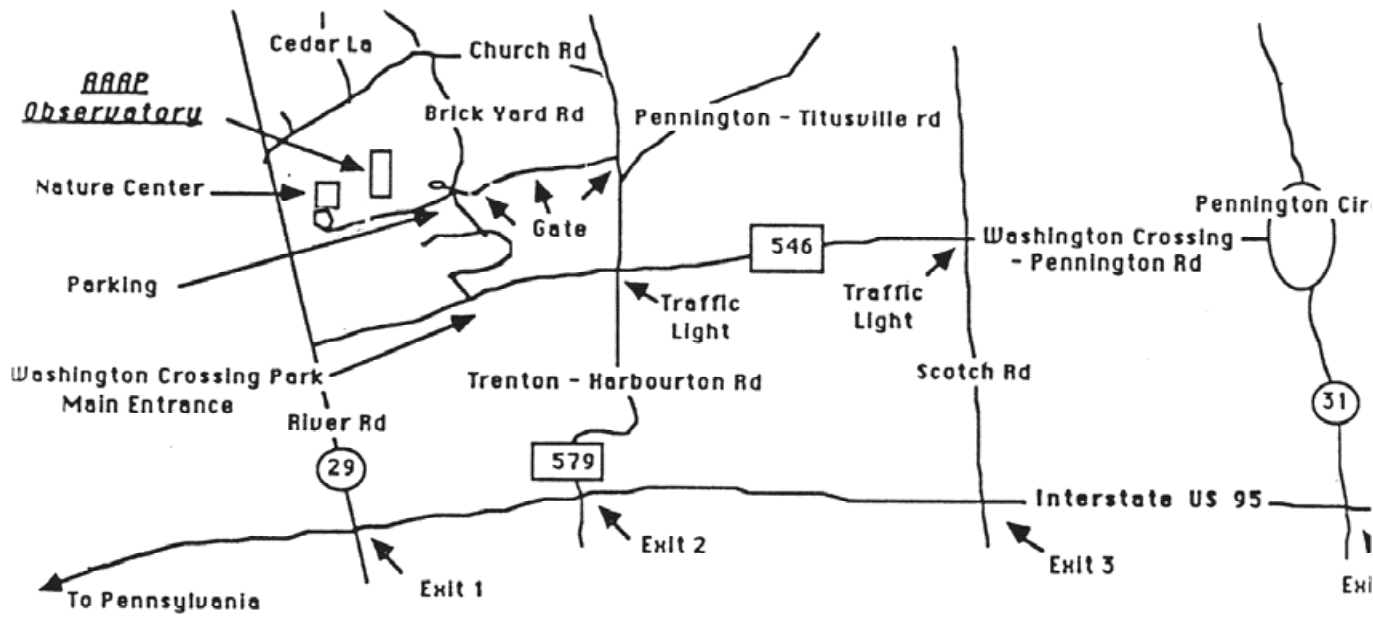 Cedar La
Church Rd
AAAP
Observatory
Brick Yard Rd
Pennington - Titusville rd
Nature Center
Gate
Pennington Cir
546
Washington Crossing
- Pennington Rd
Parking
Traffic
Light
Traffic
Light
Washington Crossing Park
Main Entrance
Trenton - Harbourton Rd
Scotch Rd
31
River Rd
29
579
Interstate US 95
Exit 2
Exit 3
Exit 1
Exi
To Pennsylvania